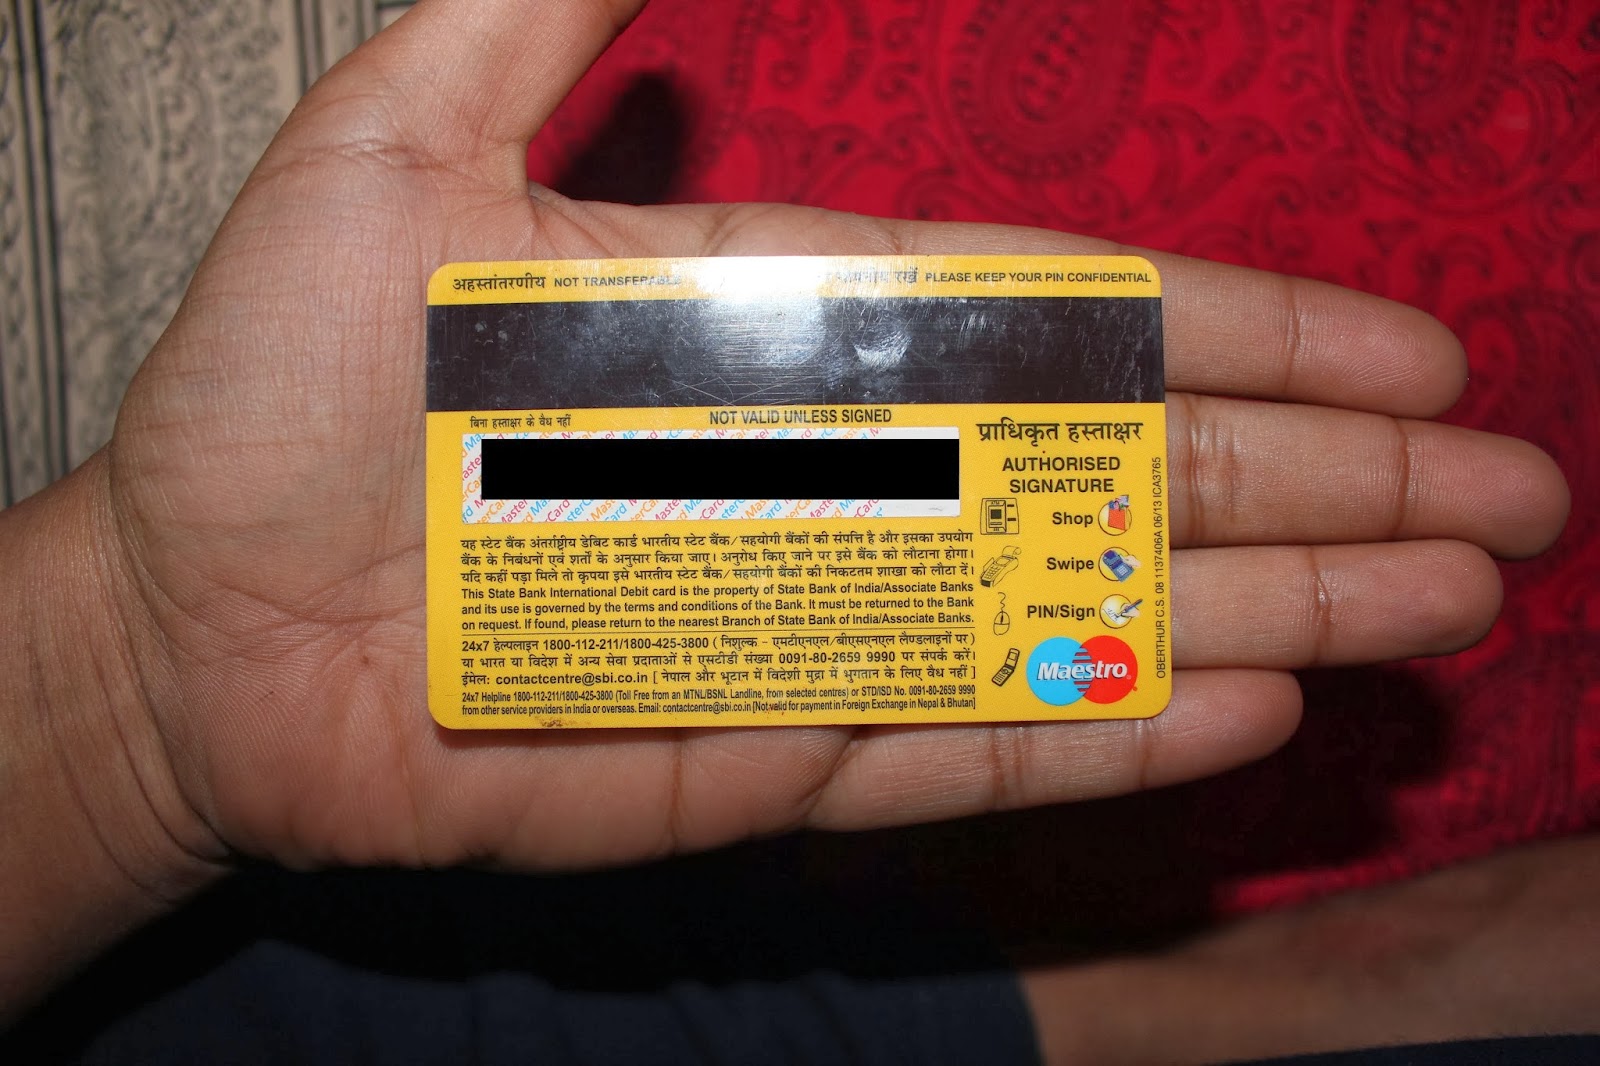 अहस्तांतरणीय NOT TRANSFERABLE रखें PLEASE KEEP YOUR PIN CONFIDENTIAL
बिना हस्ताक्षर के वैध नहीं NOT VALID UNLESS SIGNED
प्राधिकृत हस्ताक्षर
AUTHORISED
SIGNATURE
Shop
Swipe
PIN/Sign
Maestro
यह स्टेट बैंक अंतर्राष्ट्रीय डेबिट कार्ड भारतीय स्टेट बैंक/सहयोगी बैंकों की संपत्ति है और इसका उपयोग
बैंक के निबंधनों एवं शर्तो के अनुसार किया जाए। अनुरोध किए जाने पर इसे बैंक को लौटाना होगा।
यदि कहीं पड़ा मिले तो कृपया इसे भारतीय स्टेट बैंक/सहयोगी बैंकों की निकटतम शाखा को लौटा दें।
This State Bank International Debit card is the property of State Bank of India/Associate Banks
and its use is governed by the terms and conditions of the Bank. It must be returned to the Bank
on request. If found, please return to the nearest Branch of State Bank of India/Associate Banks.
24x7 हेल्पलाइन 1800-112-211/1800-425-3800 ( निशुल्क - एमटीएनएल/बीएसएनएल लैण्डलाइनों पर )
या भारत या विदेश में अन्य सेवा प्रदाताओं से एसटीडी संख्या 0091-80-2659 9990 पर संपर्क करें।
ईमेल: contactcentre@sbi.co.in [ नेपाल और भूटान में विदेशी मुद्रा में भुगतान के लिए वैध नहीं ]
24x7 Helpline 1800-112-211/1800-425-3800 (Toll Free from an MTNL/BSNL Landline, from selected centres) or STD/ISD No. 0091-80-2659 9990
from other service providers in India or overseas. Email: contactcentre@sbi.co.in [Not valid for payment in Foreign Exchange in Nepal & Bhutan]
OBERTHUR C.S. 08 1137406A 06/13 ICA3765